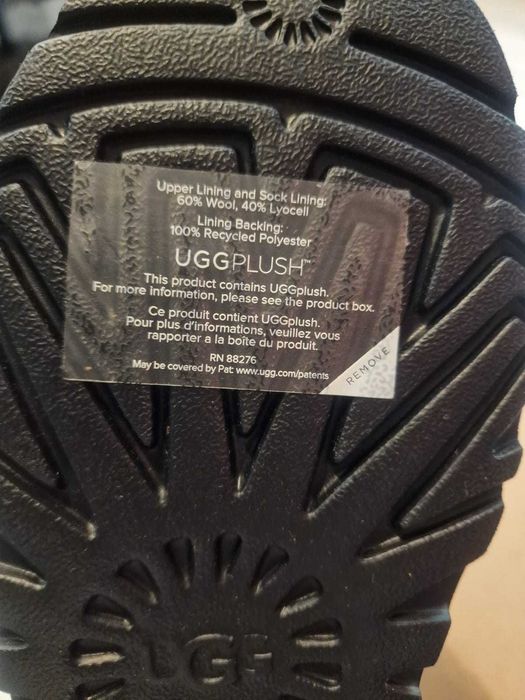 Upper Lining and Sock Lining:
60% Wool, 40% Lyocell
Lining Backing:
100% Recycled Polyester
UGGPLUSH™
This product contains UGGplush.
For more information, please see the product box.
Ce produit contient UGGplush.
Pour plus d'informations, veuillez vous
rapporter a la boîte du produit.
RN 88276
May be covered by Pat: www.ugg.com/patents
REMOVE
UGG